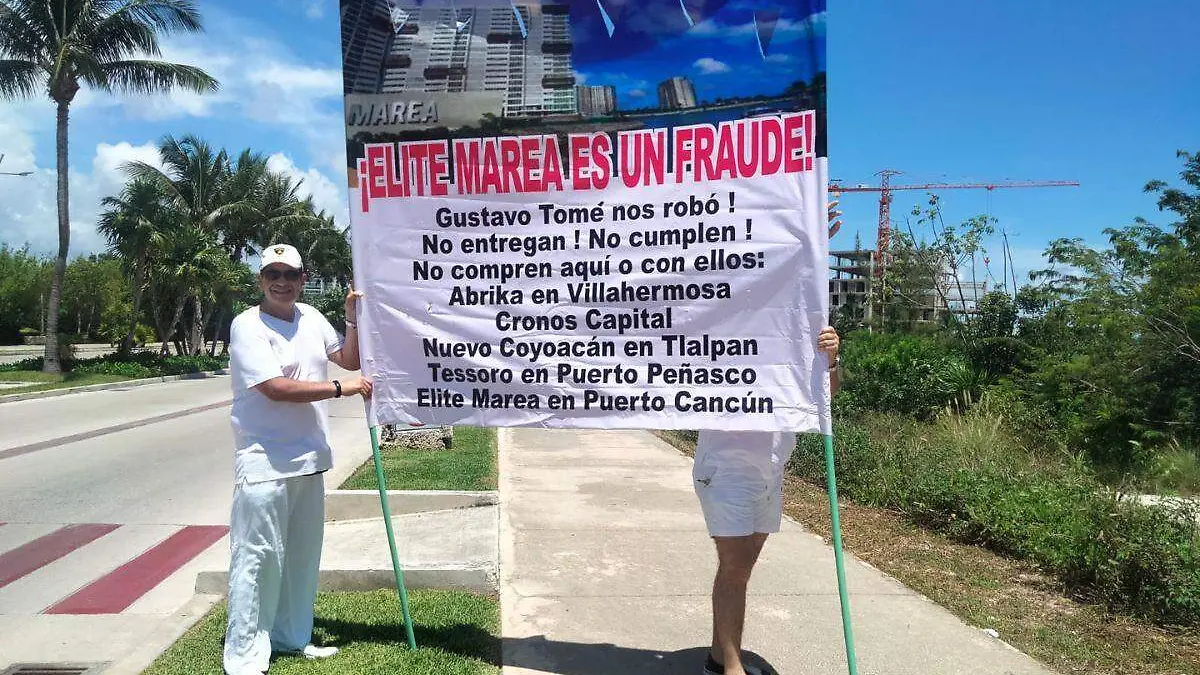 MAREA
¡ELITE MAREA ES UN FRAUDE!
Gustavo Tomé nos robó !
No entregan ! No cumplen !
No compren aquí o con ellos:
Abrika en Villahermosa
Cronos Capital
Nuevo Coyoacán en Tlalpan
Tessoro en Puerto Peñasco
Elite Marea en Puerto Cancún